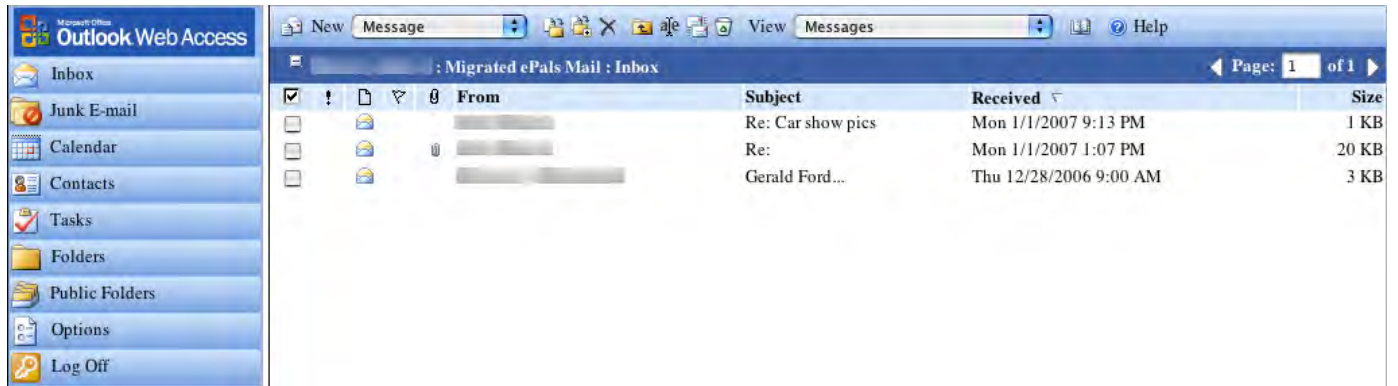 Microsoft Office
Outlook Web Access
Inbox
Junk E-mail
Calendar
Contacts
Tasks
Folders
Public Folders
Options
Log Off
New Message View Messages Help
: Migrated ePals Mail : Inbox Page: 1 of 1
From Subject Received Size
Re: Car show pics Mon 1/1/2007 9:13 PM 1 KB
Re: Mon 1/1/2007 1:07 PM 20 KB
Gerald Ford... Thu 12/28/2006 9:00 AM 3 KB